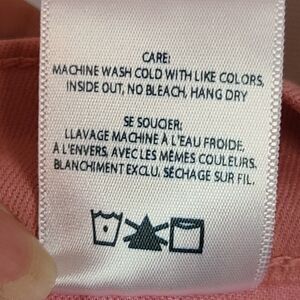 CARE:
MACHINE WASH COLD WITH LIKE COLORS,
INSIDE OUT, NO BLEACH, HANG DRY
SE SOUCIER:
LLAVAGE MACHINE À L'EAU FROIDE,
À L'ENVERS, AVEC LES MÊMES COULEURS.
BLANCHIMENT EXCLU, SÉCHAGE SUR FIL.